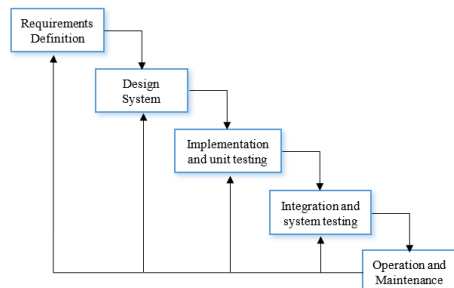 Requirements
Definition
Design
System
Implementation
and unit testing
Integration and
system testing
Operation and
Maintenance